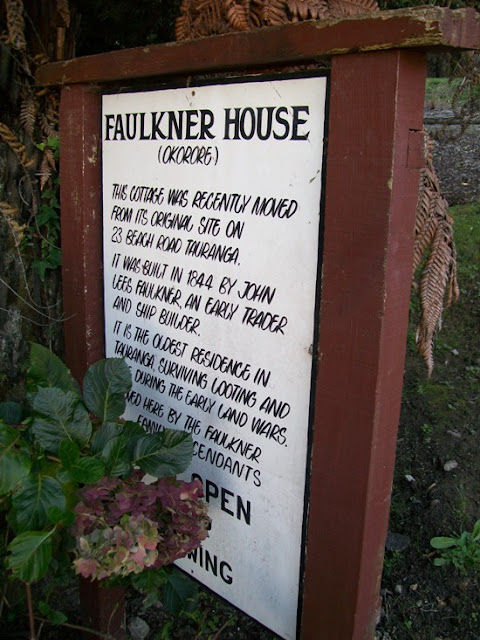 FAULKNER HOUSE
(OKORORE)
THIS COTTAGE WAS RECENTLY MOVED
FROM ITS ORIGINAL SITE ON
23 BEACH ROAD TAURANGA.
IT WAS BUILT IN 1844 BY JOHN
LEES FAULKNER, AN EARLY TRADER
AND SHIP BUILDER.
IT IS THE OLDEST RESIDENCE IN
TAURANGA, SURVIVING LOOTING AND
DURING THE EARLY LAND WARS.
HERE BY THE FAULKNER
FAMILY
OPEN